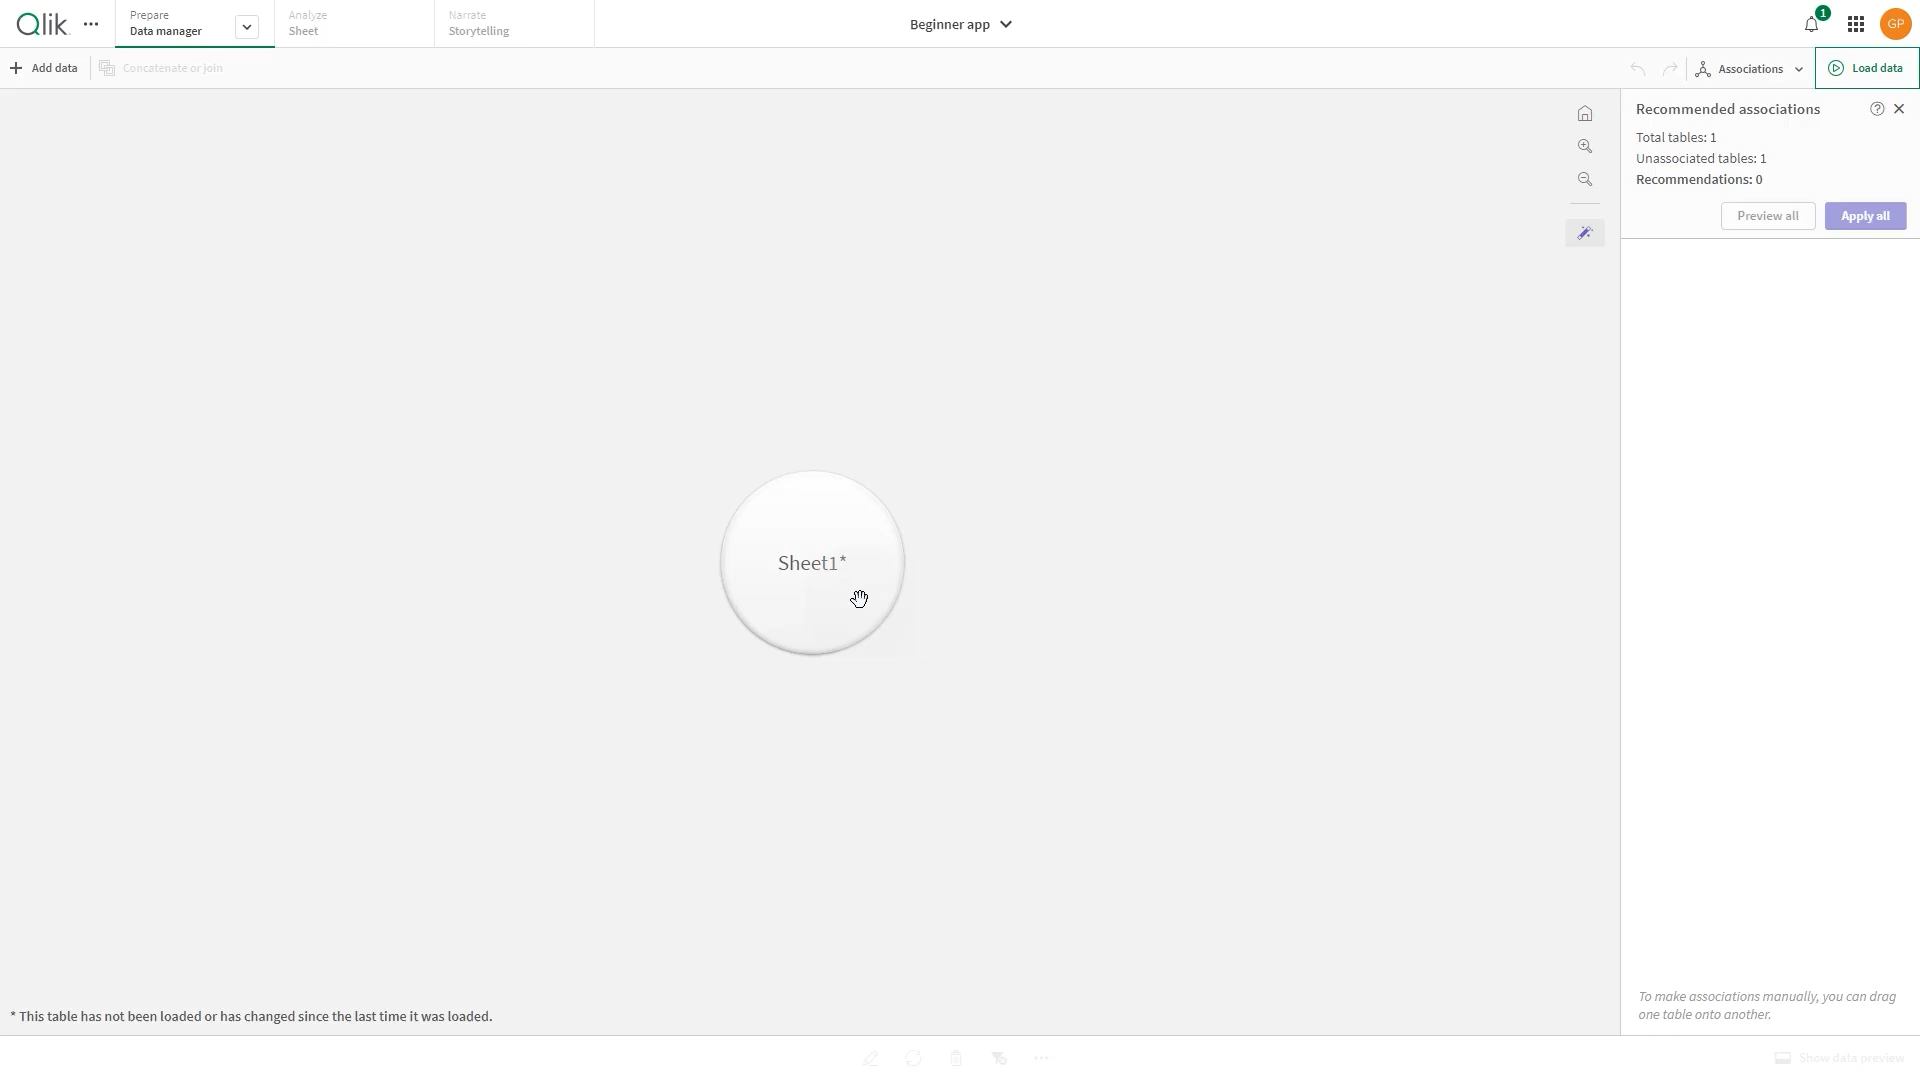 Qlik
Prepare
Data manager
Analyze
Sheet
Narrate
Storytelling
Beginner app
1
GP
Add data
Concatenate or join
Associations
Load data
Recommended associations
Total tables: 1
Unassociated tables: 1
Recommendations: 0
Preview all
Apply all
Sheet1*
To make associations manually, you can drag
one table onto another.
* This table has not been loaded or has changed since the last time it was loaded.
Show data preview